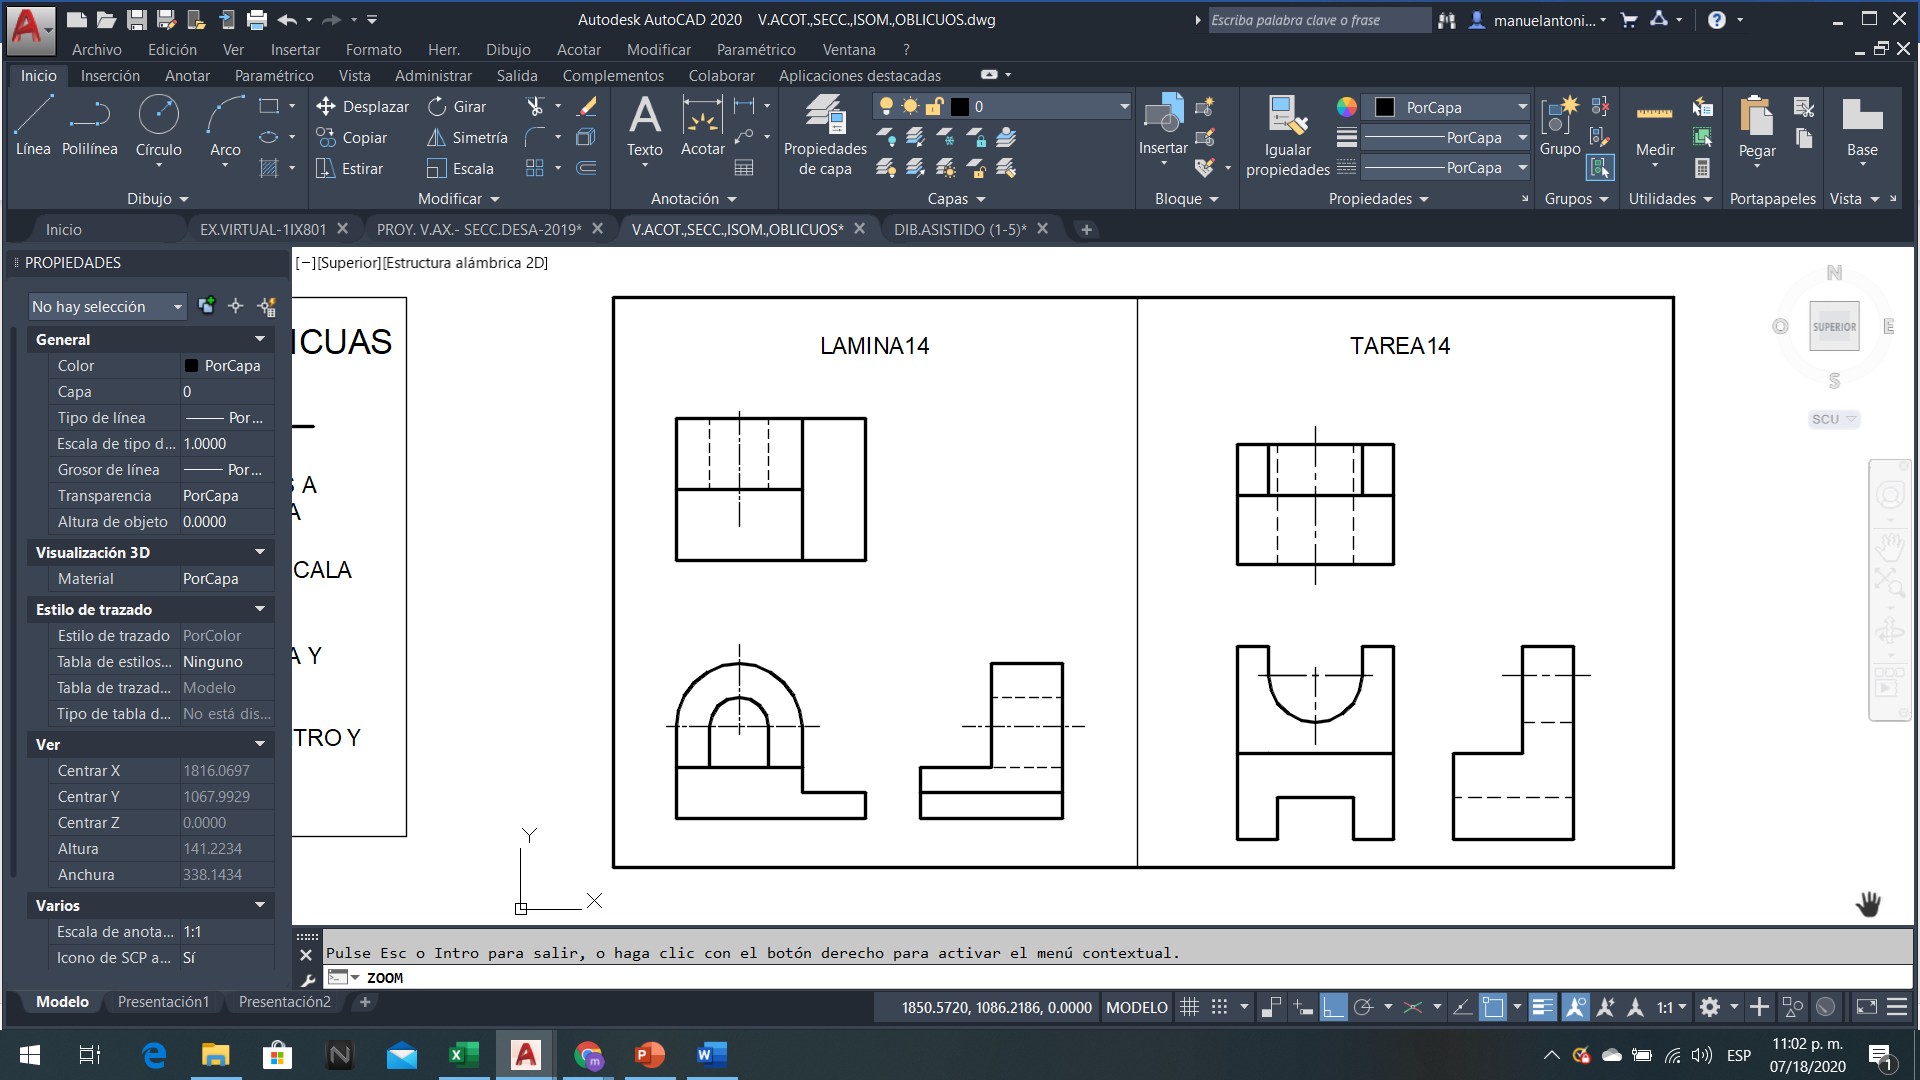 Autodesk AutoCAD 2020 V.ACOT.,SECC.,ISOM.,OBLICUOS.dwg
Escriba palabra clave o frase
manuelantoni...
Archivo Edición Ver Insertar Formato Herr. Dibujo Acotar Modificar Paramétrico Ventana ?
Inicio Inserción Anotar Paramétrico Vista Administrar Salida Complementos Colaborar Aplicaciones destacadas
Línea Polilínea Círculo Arco
Desplazar Girar
Copiar Simetría
Estirar Escala
Texto Acotar
Propiedades de capa
0
Insertar
Igualar propiedades
PorCapa
PorCapa
PorCapa
Grupo
Medir
Pegar
Base
Dibujo Modificar Anotación Capas Bloque Propiedades Grupos Utilidades Portapapeles Vista
Inicio EX.VIRTUAL-1IX801 PROY. V.AX.- SECC.DESA-2019* V.ACOT.,SECC.,ISOM.,OBLICUOS* DIB.ASISTIDO (1-5)*
PROPIEDADES
[−][Superior][Estructura alámbrica 2D]
No hay selección
General
Color PorCapa
Capa 0
Tipo de línea Por...
Escala de tipo d... 1.0000
Grosor de línea Por...
Transparencia PorCapa
Altura de objeto 0.0000
Visualización 3D
Material PorCapa
Estilo de trazado
Estilo de trazado PorColor
Tabla de estilos... Ninguno
Tabla de trazad... Modelo
Tipo de tabla d... No está dis...
Ver
Centrar X 1816.0697
Centrar Y 1067.9929
Centrar Z 0.0000
Altura 141.2234
Anchura 338.1434
Varios
Escala de anota... 1:1
Icono de SCP a... Sí
ICUAS
S A
A
CALA
A Y
TRO Y
LAMINA14
TAREA14
Y
X
N
O SUPERIOR E
S
SCU
Pulse Esc o Intro para salir, o haga clic con el botón derecho para activar el menú contextual.
ZOOM
Modelo Presentación1 Presentación2
1850.5720, 1086.2186, 0.0000 MODELO 1:1
ESP
11:02 p. m.
07/18/2020
1